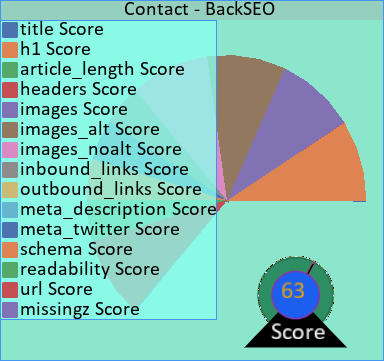 Contact - BackSEO
title Score
h1 Score
article_length Score
headers Score
images Score
images_alt Score
images_noalt Score
inbound_links Score
outbound_links Score
meta_description Score
meta_twitter Score
schema Score
readability Score
url Score
missingz Score
63
Score